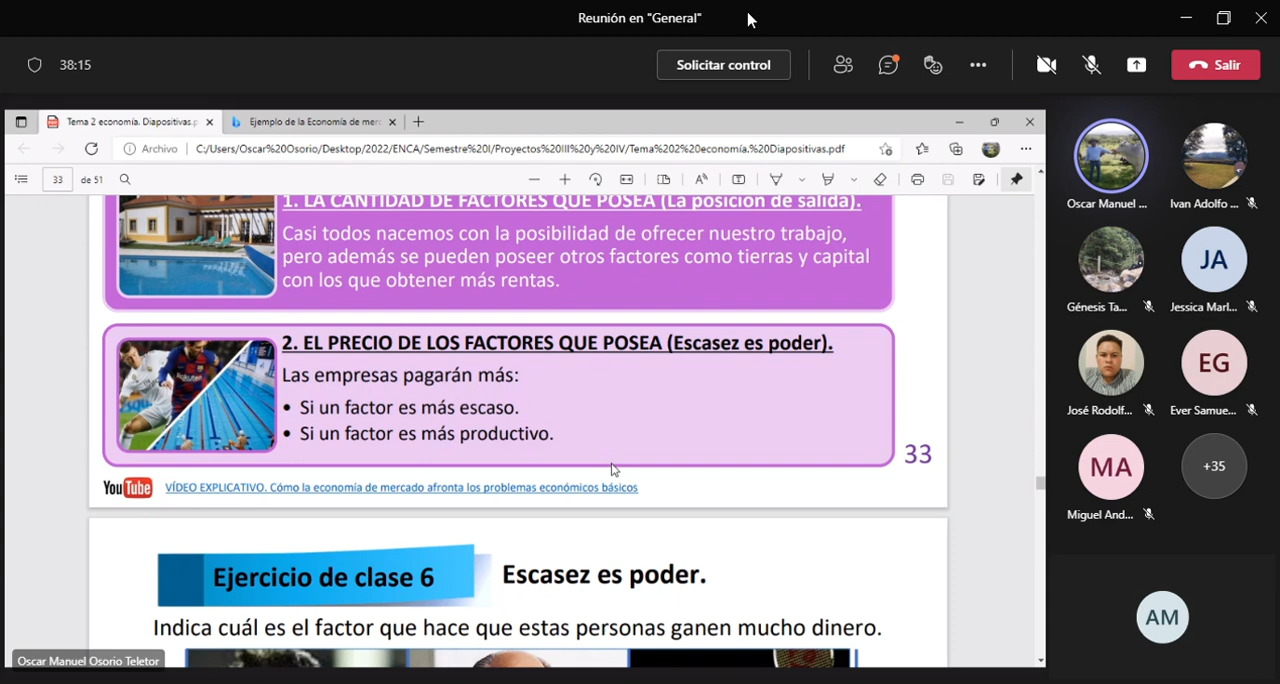 Reunión en "General"
38:15
Solicitar control
Salir
Tema 2 economía. Diapositivas.p
Ejemplo de la Economía de merc
Archivo
C:/Users/Oscar%20Osorio/Desktop/2022/ENCA/Semestre%20I/Proyectos%20III%20y%20IV/Tema%202%20economía.%20Diapositivas.pdf
33 de 51
1. LA CANTIDAD DE FACTORES QUE POSEA (La posición de salida).
Casi todos nacemos con la posibilidad de ofrecer nuestro trabajo,
pero además se pueden poseer otros factores como tierras y capital
con los que obtener más rentas.
2. EL PRECIO DE LOS FACTORES QUE POSEA (Escasez es poder).
Las empresas pagarán más:
• Si un factor es más escaso.
• Si un factor es más productivo.
33
YouTube
VÍDEO EXPLICATIVO. Cómo la economía de mercado afronta los problemas económicos básicos
Ejercicio de clase 6
Escasez es poder.
Indica cuál es el factor que hace que estas personas ganen mucho dinero.
Oscar Manuel Osorio Teletor
Oscar Manuel ...
Ivan Adolfo ...
Génesis Ta...
JA
Jessica Marl...
José Rodolf...
EG
Ever Samue...
MA
Miguel And...
+35
AM